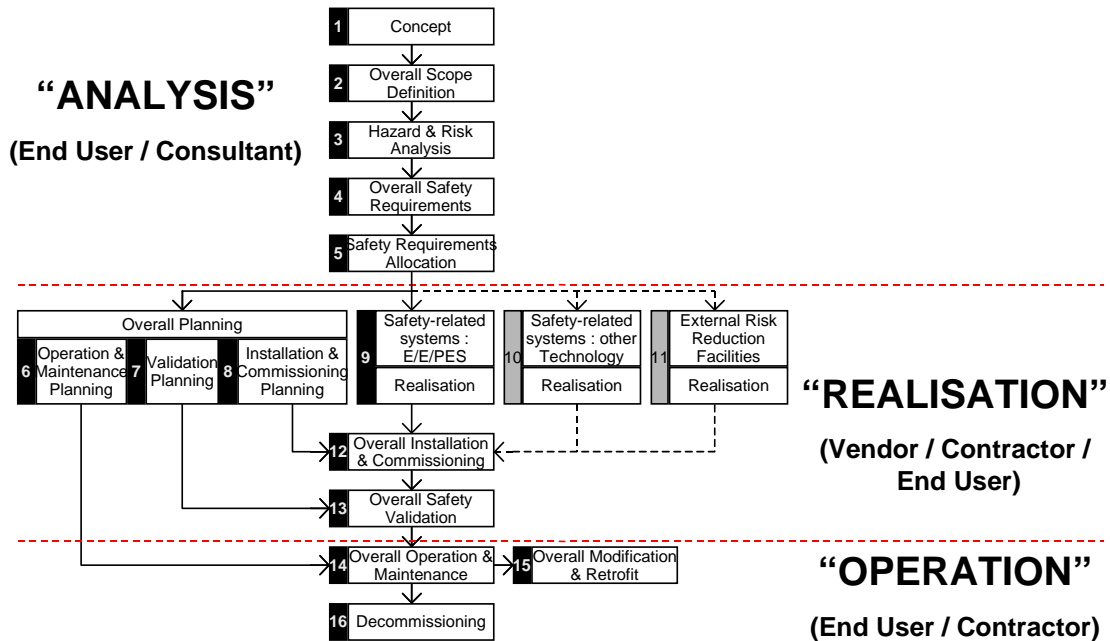 1 Concept
2 Overall Scope
Definition
“ANALYSIS”
(End User / Consultant)
3 Hazard & Risk
Analysis
4 Overall Safety
Requirements
5 Safety Requirements
Allocation
Overall Planning
6 Operation &
Maintenance
Planning
7 Validation
Planning
8 Installation &
Commissioning
Planning
9 Safety-related
systems :
E/E/PES
Realisation
10 Safety-related
systems : other
Technology
Realisation
11 External Risk
Reduction
Facilities
Realisation
“REALISATION”
(Vendor / Contractor /
End User)
12 Overall Installation
& Commissioning
13 Overall Safety
Validation
14 Overall Operation &
Maintenance
15 Overall Modification
& Retrofit
“OPERATION”
(End User / Contractor)
16 Decommissioning